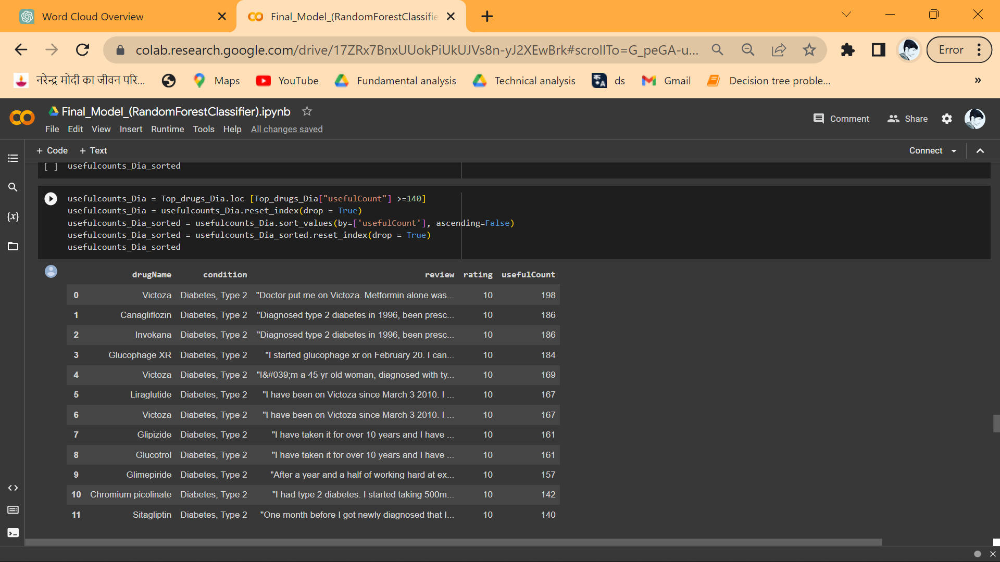 Word Cloud Overview
Final_Model_(RandomForestClassifie
colab.research.google.com/drive/17ZRx7BnxUUokPiUkUJVs8n-yJ2XEwBrk#scrollTo=G_peGA-u...
Error
नरेन्द्र मोदी का जीवन परि...
Maps
YouTube
Fundamental analysis
Technical analysis
ds
Gmail
Decision tree proble...
»
Final_Model_(RandomForestClassifier).ipynb
Comment
Share
File Edit View Insert Runtime Tools Help All changes saved
+ Code + Text
Connect
[ ] usefulcounts_Dia_sorted
usefulcounts_Dia = Top_drugs_Dia.loc [Top_drugs_Dia["usefulCount"] >=140]
usefulcounts_Dia = usefulcounts_Dia.reset_index(drop = True)
usefulcounts_Dia_sorted = usefulcounts_Dia.sort_values(by=['usefulCount'], ascending=False)
usefulcounts_Dia_sorted = usefulcounts_Dia_sorted.reset_index(drop = True)
usefulcounts_Dia_sorted
drugName condition review rating usefulCount
0 Victoza Diabetes, Type 2 "Doctor put me on Victoza. Metformin alone was... 10 198
1 Canagliflozin Diabetes, Type 2 "Diagnosed type 2 diabetes in 1996, been presc... 10 186
2 Invokana Diabetes, Type 2 "Diagnosed type 2 diabetes in 1996, been presc... 10 186
3 Glucophage XR Diabetes, Type 2 "I started glucophage xr on February 20. I can... 10 184
4 Victoza Diabetes, Type 2 "I&#039;m a 45 yr old woman, diagnosed with ty... 10 169
5 Liraglutide Diabetes, Type 2 "I have been on Victoza since March 3 2010. I ... 10 167
6 Victoza Diabetes, Type 2 "I have been on Victoza since March 3 2010. I ... 10 167
7 Glipizide Diabetes, Type 2 "I have taken it for over 10 years and I have ... 10 161
8 Glucotrol Diabetes, Type 2 "I have taken it for over 10 years and I have ... 10 161
9 Glimepiride Diabetes, Type 2 "After a year and a half of working hard at ex... 10 157
10 Chromium picolinate Diabetes, Type 2 "I had type 2 diabetes. I started taking 500m... 10 142
11 Sitagliptin Diabetes, Type 2 "One month before I got newly diagnosed that I... 10 140